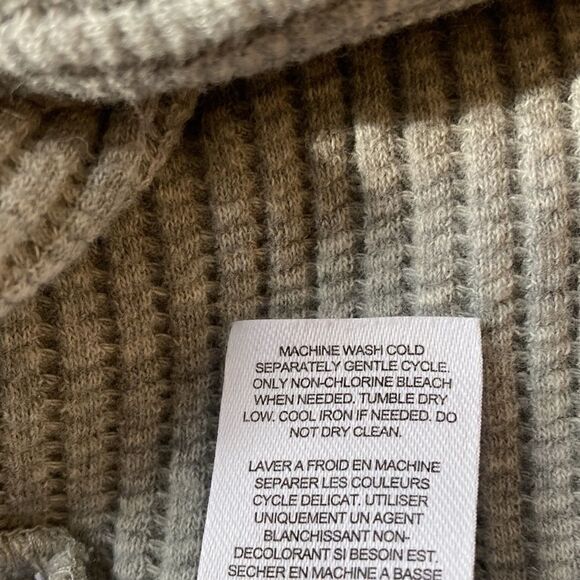 MACHINE WASH COLD
SEPARATELY GENTLE CYCLE.
ONLY NON-CHLORINE BLEACH
WHEN NEEDED. TUMBLE DRY
LOW. COOL IRON IF NEEDED. DO
NOT DRY CLEAN.
LAVER A FROID EN MACHINE
SEPARER LES COULEURS
CYCLE DELICAT. UTILISER
UNIQUEMENT UN AGENT
BLANCHISSANT NON-
DECOLORANT SI BESOIN EST.
SECHER EN MACHINE A BASSE